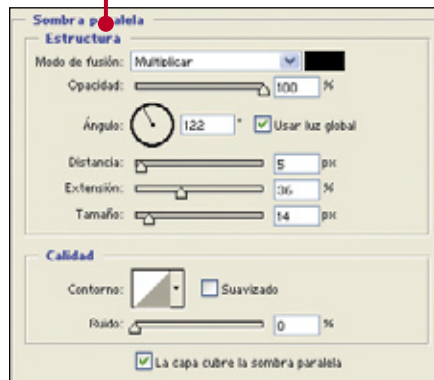 Sombra paralela
Estructura
Modo de fusión: Multiplicar
Opacidad: 100 %
Ángulo: 122 ° Usar luz global
Distancia: 5 px
Extensión: 36 %
Tamaño: 14 px
Calidad
Contorno: Suavizado
Ruido: 0 %
La capa cubre la sombra paralela